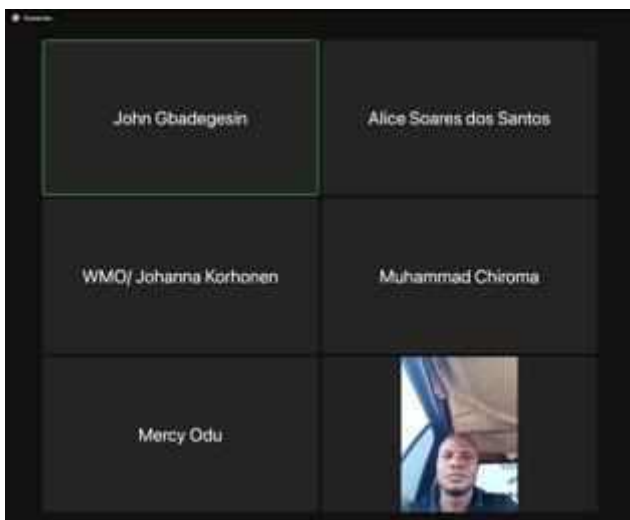 John Gbadegesin
Alice Soares dos Santos
WMO/ Johanna Korhonen
Muhammad Chiroma
Mercy Odu